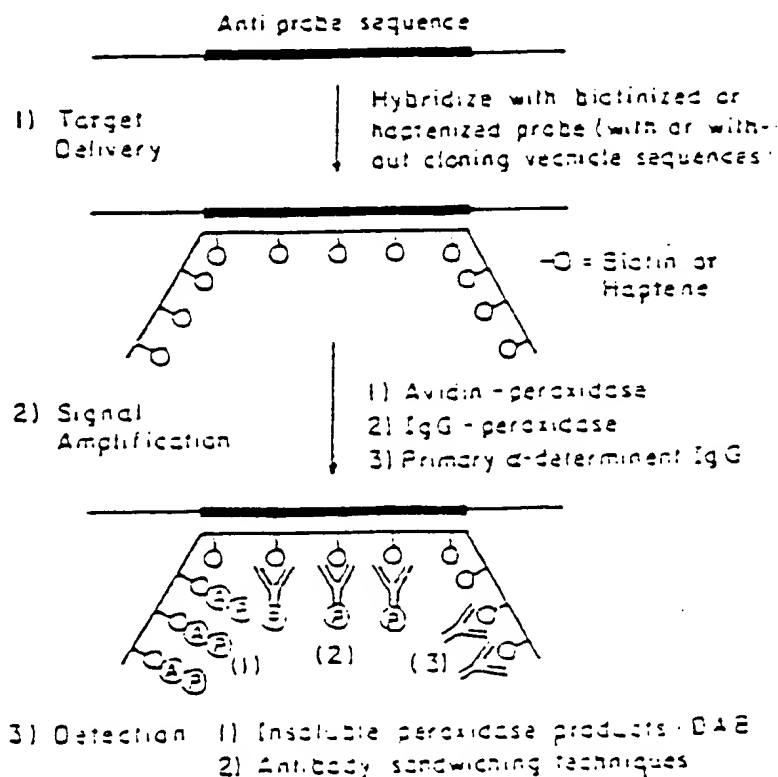 Anti probe sequence
1) Target
Delivery
Hybridize with biotinized or
haptenized probe (with or with-
out cloning vehicle sequences)
-O = Biotin or
Haptene
2) Signal
Amplification
1) Avidin-peroxidase
2) IgG-peroxidase
3) Primary α-determinent IgG
A P
A P
A P
P P P
(1) (2) (3)
3) Detection 1) Insoluble peroxidase products - DAB
2) Antibody sandwiching techniques